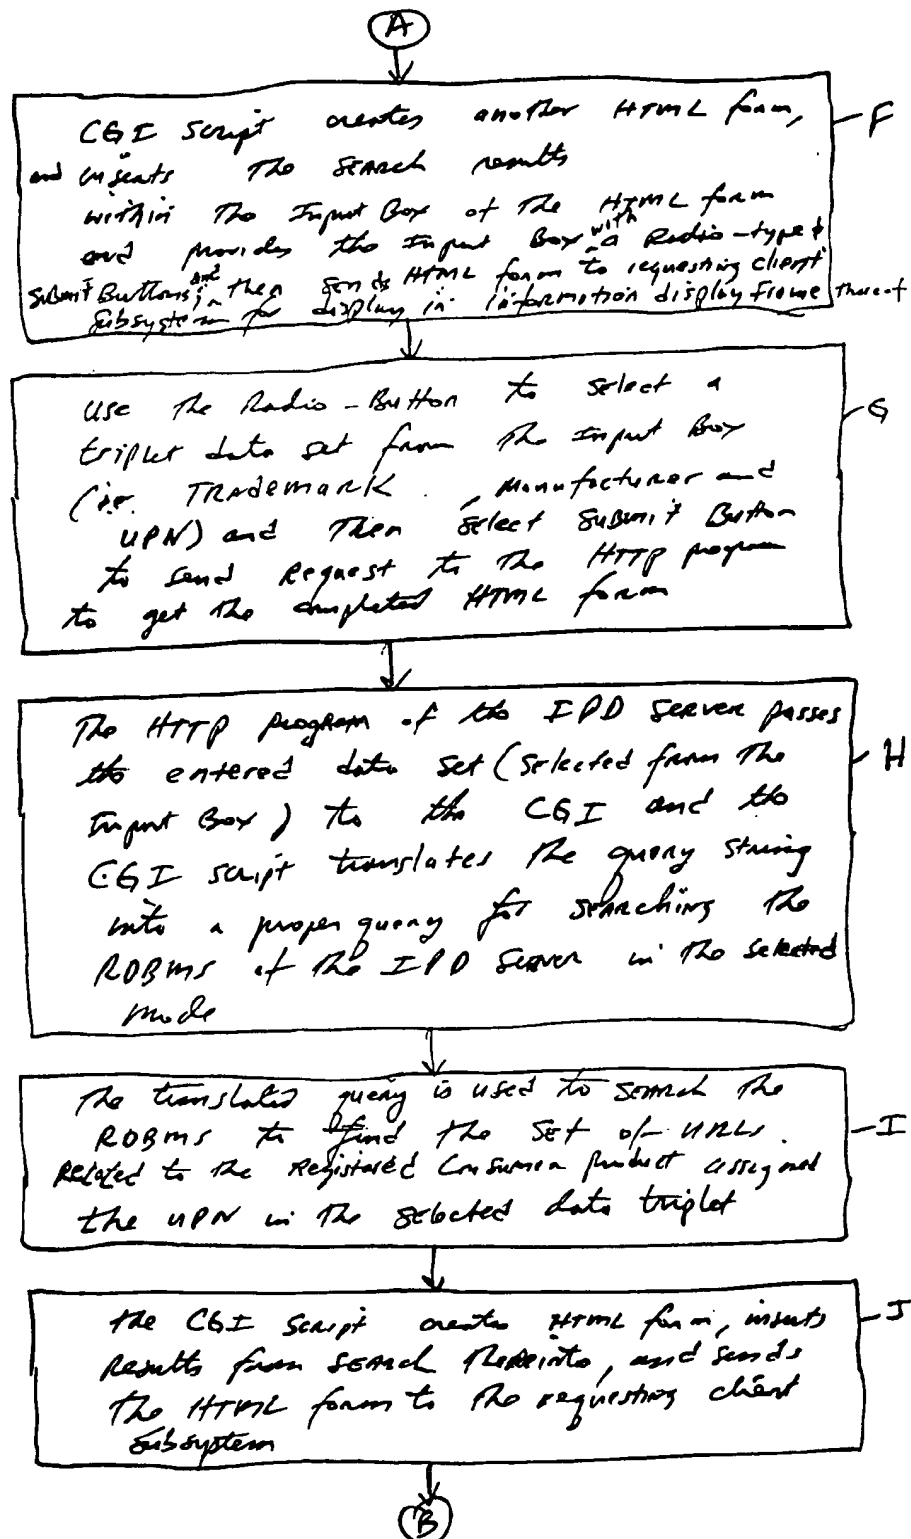 A
CGI Script creates another HTML form, F
and inserts the search results
within the Input Box of the HTML form
and provides the Input Box with a Radio-type &
Submit Buttons, and then sends HTML form to requesting client
subsystem for display in information display frame thereof
use the Radio-Button to select a
triplet data set from the Input Box G
(i.e. TRademark, Manufacturer and
UPN) and then select submit Button
to send Request to the HTTP program
to get the completed HTML form
The HTTP program of the IPD Server passes
the entered data set (selected from the H
Input Box) to the CGI and the
CGI script translates the query string
into a proper query for searching the
RDBMS of the IPD Server in the selected
mode
The translated query is used to search the
RDBMS to find the set of URLs I
Related to the Registered Consumer product assigned
the UPN in the selected data triplet
the CGI Script creates HTML form, inserts J
Results from search thereinto, and sends
the HTML form to the requesting client
subsystem
B